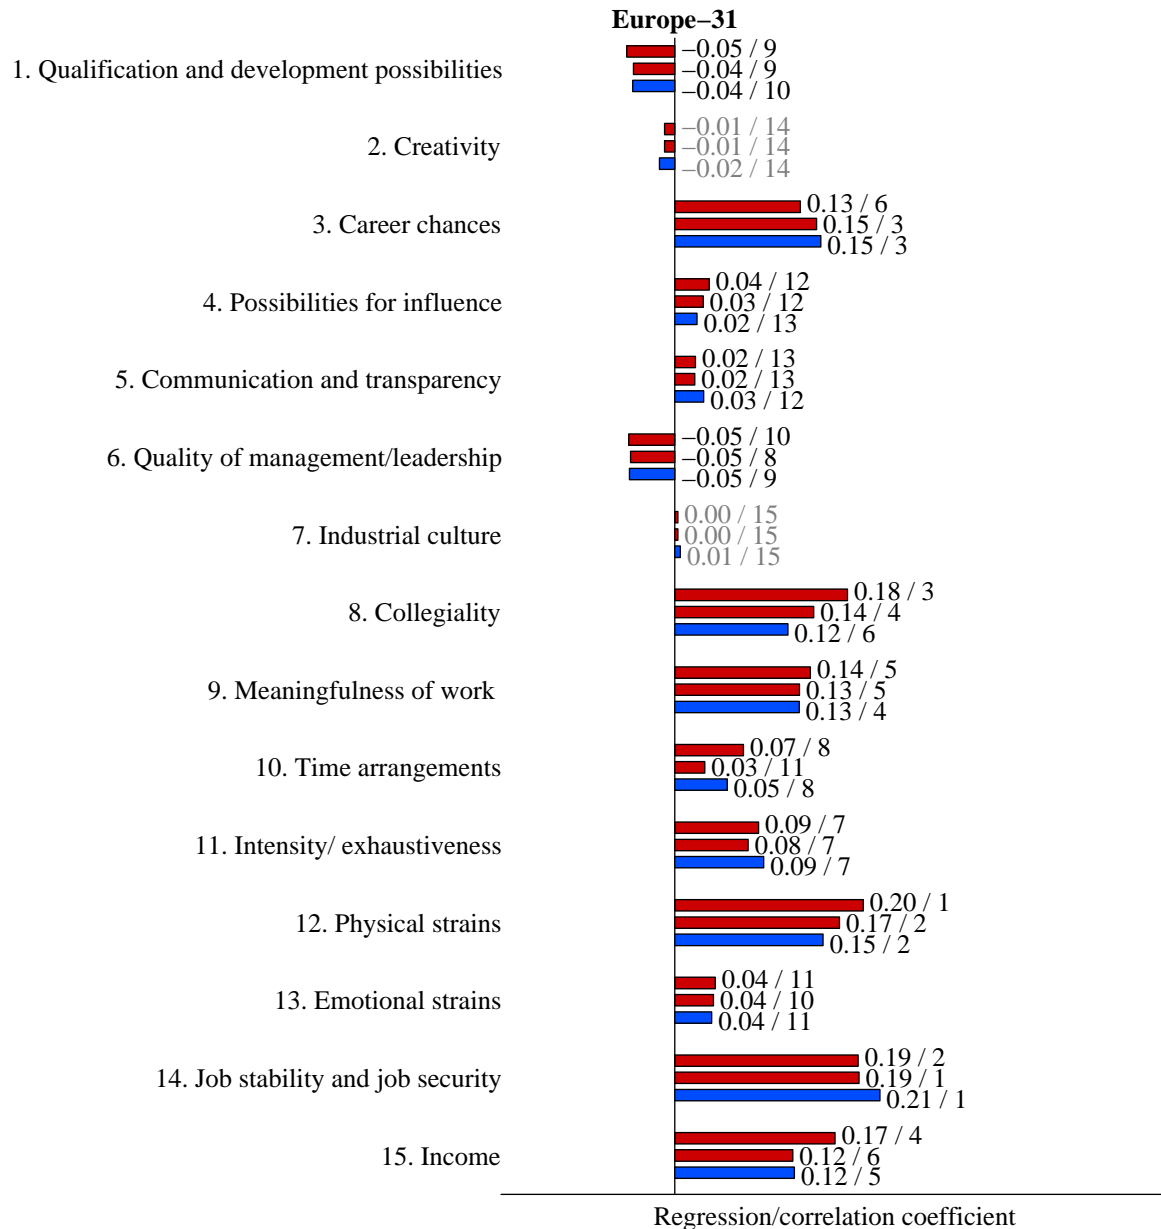 Europe−31
1. Qualification and development possibilities
−0.05 / 9
−0.04 / 9
−0.04 / 10
2. Creativity
−0.01 / 14
−0.01 / 14
−0.02 / 14
3. Career chances
0.13 / 6
0.15 / 3
0.15 / 3
4. Possibilities for influence
0.04 / 12
0.03 / 12
0.02 / 13
5. Communication and transparency
0.02 / 13
0.02 / 13
0.03 / 12
6. Quality of management/leadership
−0.05 / 10
−0.05 / 8
−0.05 / 9
7. Industrial culture
0.00 / 15
0.00 / 15
0.01 / 15
8. Collegiality
0.18 / 3
0.14 / 4
0.12 / 6
9. Meaningfulness of work
0.14 / 5
0.13 / 5
0.13 / 4
10. Time arrangements
0.07 / 8
0.03 / 11
0.05 / 8
11. Intensity/ exhaustiveness
0.09 / 7
0.08 / 7
0.09 / 7
12. Physical strains
0.20 / 1
0.17 / 2
0.15 / 2
13. Emotional strains
0.04 / 11
0.04 / 10
0.04 / 11
14. Job stability and job security
0.19 / 2
0.19 / 1
0.21 / 1
15. Income
0.17 / 4
0.12 / 6
0.12 / 5
Regression/correlation coefficient